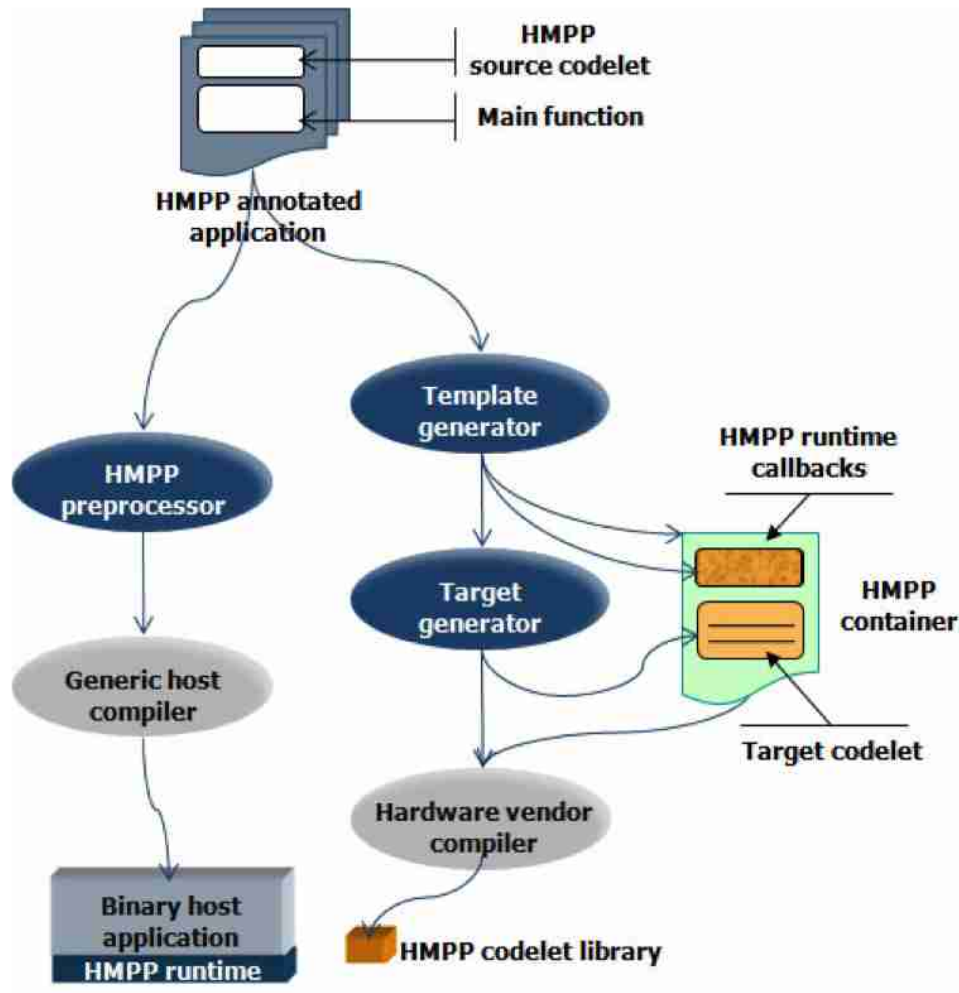 HMPP
source codelet
Main function
HMPP annotated
application
Template
generator
HMPP runtime
callbacks
HMPP
preprocessor
Target
generator
HMPP
container
Generic host
compiler
Target codelet
Hardware vendor
compiler
Binary host
application
HMPP runtime
HMPP codelet library